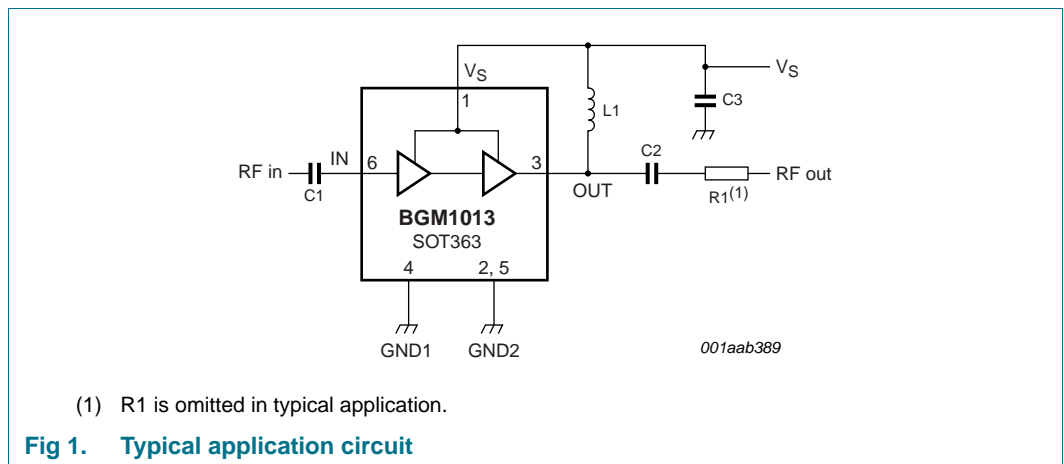 VS
VS
1
L1
C3
RF in
C1
IN
6
3
OUT
C2
R1(1)
RF out
BGM1013
SOT363
4
2, 5
GND1
GND2
001aab389
(1) R1 is omitted in typical application.
Fig 1. Typical application circuit